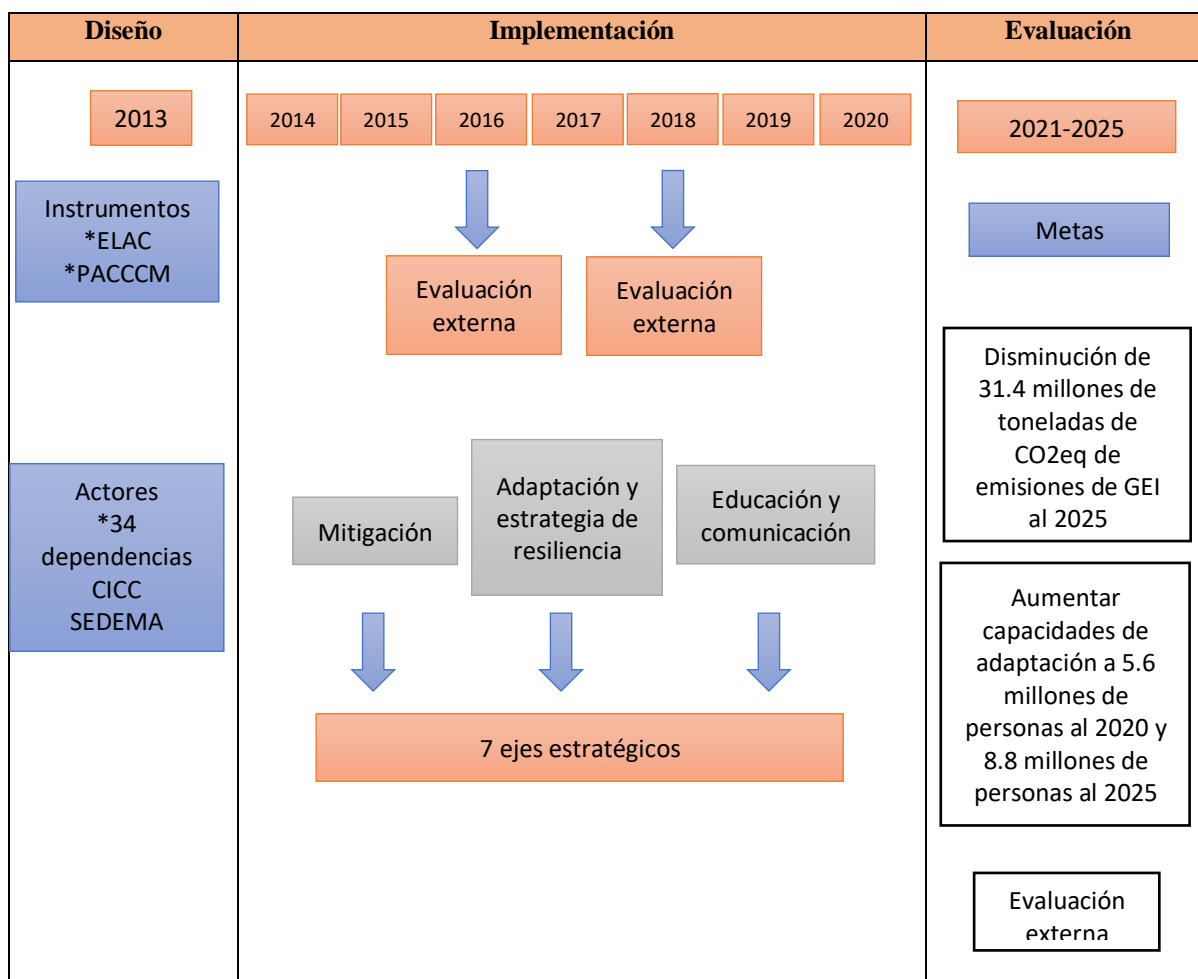 Diseño
Implementación
Evaluación
2013
2014
2015
2016
2017
2018
2019
2020
2021-2025
Instrumentos
*ELAC
*PACCCM
Metas
Evaluación
externa
Evaluación
externa
Disminución de
31.4 millones de
toneladas de
CO2eq de
emisiones de GEI
al 2025
Actores
*34
dependencias
CICC
SEDEMA
Mitigación
Adaptación y
estrategia de
resiliencia
Educación y
comunicación
Aumentar
capacidades de
adaptación a 5.6
millones de
personas al 2020 y
8.8 millones de
personas al 2025
7 ejes estratégicos
Evaluación
externa